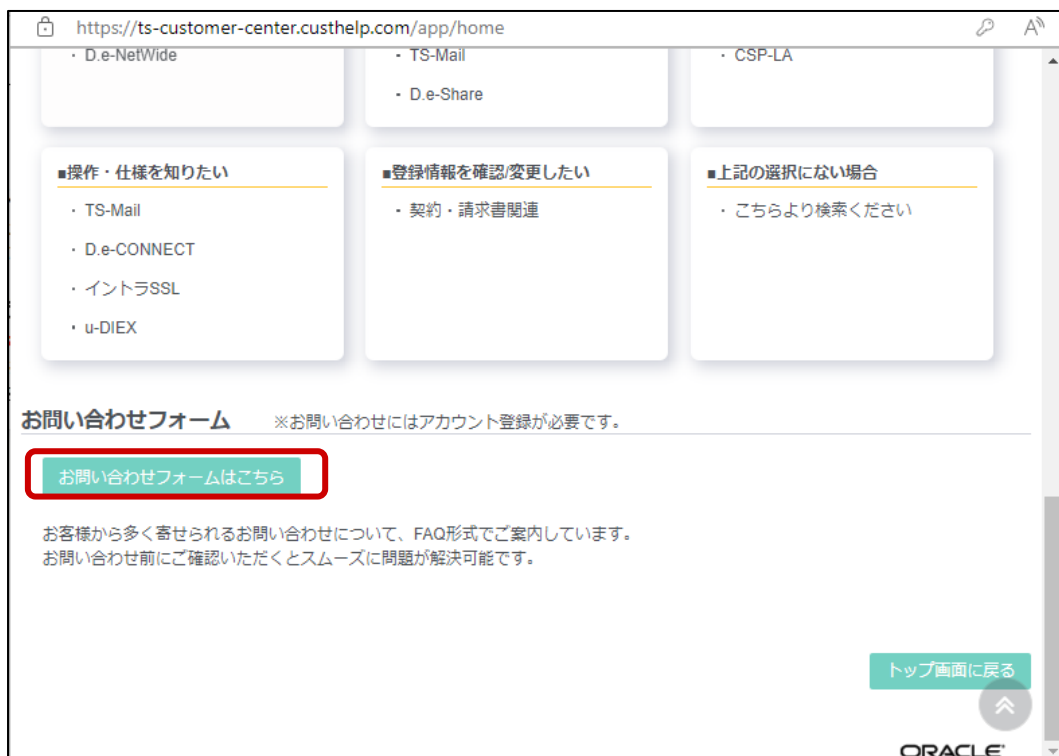 https://ts-customer-center.custhelp.com/app/home
・ D.e-NetWide
・ TS-Mail
・ D.e-Share
・ CSP-LA
■操作・仕様を知りたい
・ TS-Mail
・ D.e-CONNECT
・ イントラSSL
・ u-DIEX
■登録情報を確認/変更したい
・ 契約・請求書関連
■上記の選択にない場合
・ こちらより検索ください
お問い合わせフォーム ※お問い合わせにはアカウント登録が必要です。
お問い合わせフォームはこちら
お客様から多く寄せられるお問い合わせについて、FAQ形式でご案内しています。
お問い合わせ前にご確認いただくとスムーズに問題が解決可能です。
トップ画面に戻る
ORACLE